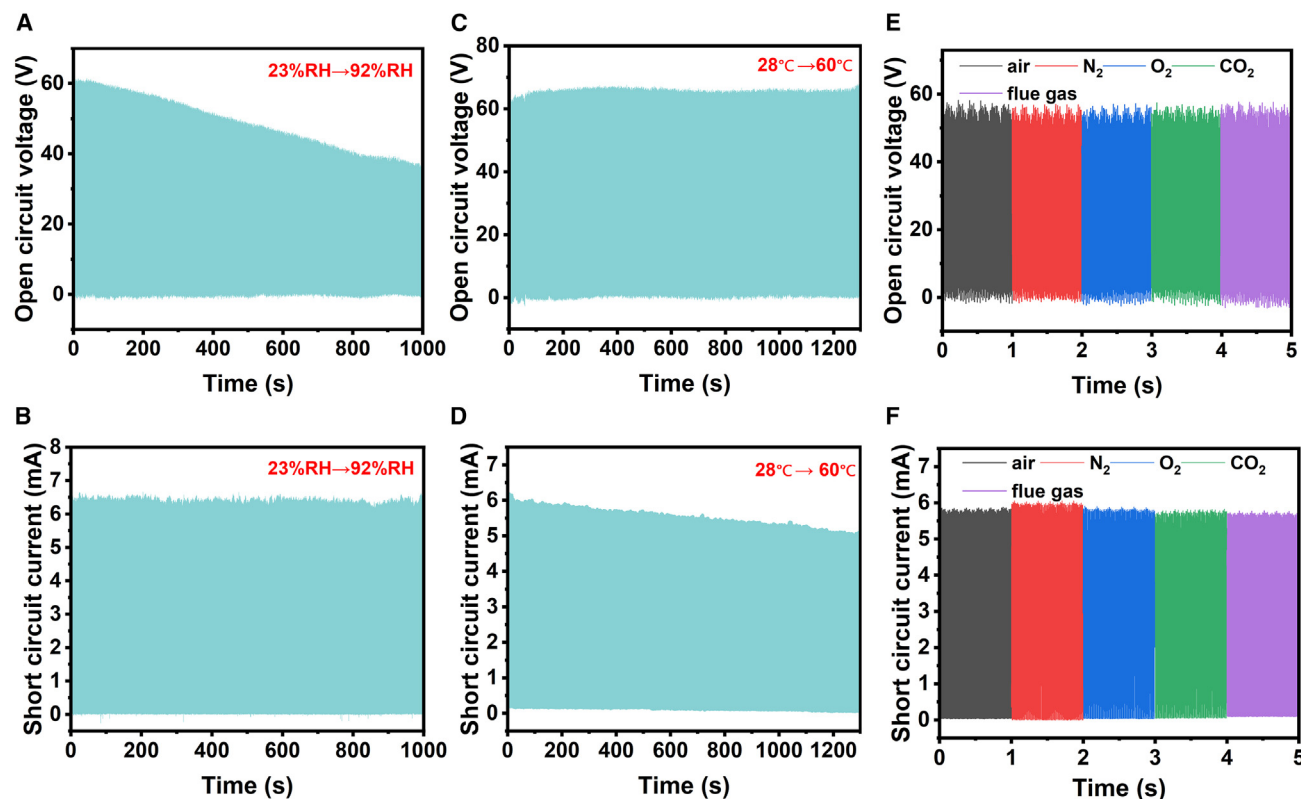 A
Open circuit voltage (V)
60
40
20
0
23%RH→92%RH
0 200 400 600 800 1000
Time (s)
C
Open circuit voltage (V)
80
60
40
20
0
28℃→60℃
0 200 400 600 800 1000 1200
Time (s)
E
Open circuit voltage (V)
60
40
20
0
air N₂ O₂ CO₂
flue gas
0 1 2 3 4 5
Time (s)
B
Short circuit current (mA)
8
7
6
5
4
3
2
1
0
23%RH→92%RH
0 200 400 600 800 1000
Time (s)
D
Short circuit current (mA)
7
6
5
4
3
2
1
0
28℃→ 60℃
0 200 400 600 800 1000 1200
Time (s)
F
Short circuit current (mA)
7
6
5
4
3
2
1
0
air N₂ O₂ CO₂
flue gas
0 1 2 3 4 5
Time (s)